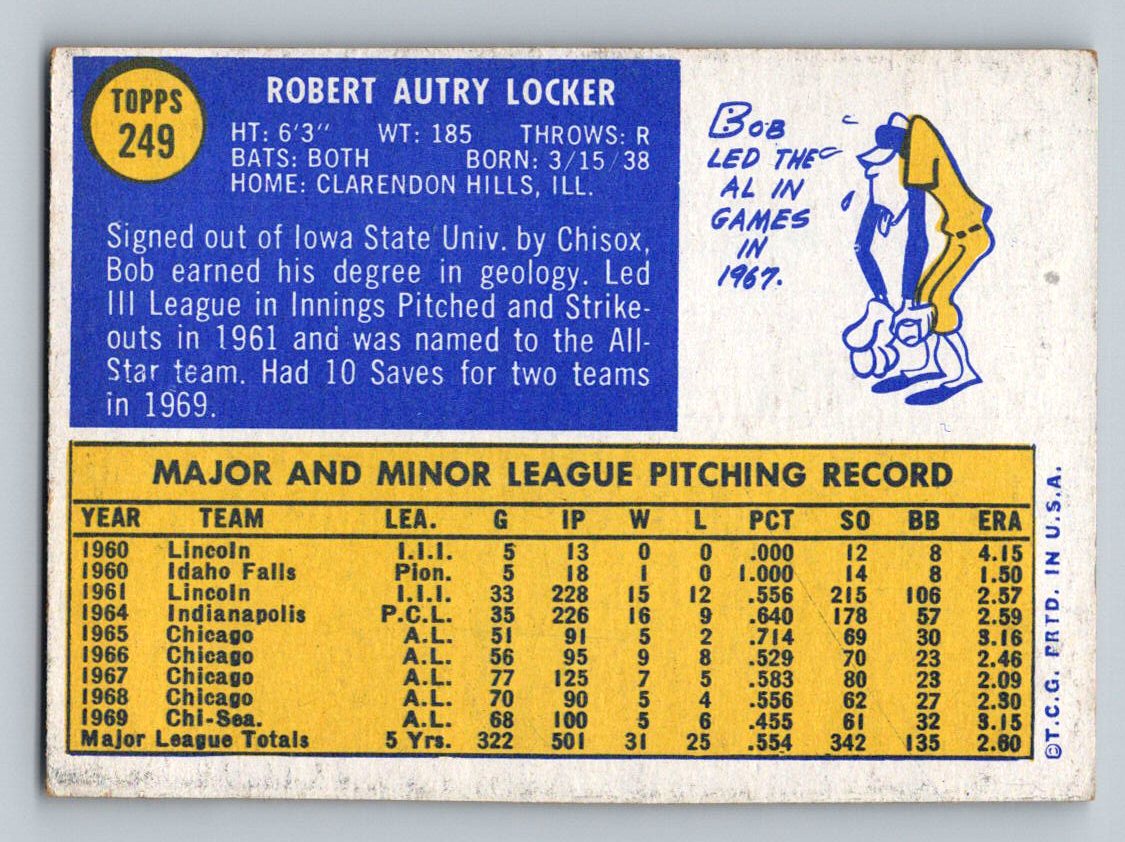 TOPPS
249
ROBERT AUTRY LOCKER
HT: 6'3" WT: 185 THROWS: R
BATS: BOTH BORN: 3/15/38
HOME: CLARENDON HILLS, ILL.
Signed out of Iowa State Univ. by Chisox,
Bob earned his degree in geology. Led
III League in Innings Pitched and Strike-
outs in 1961 and was named to the All-
Star team. Had 10 Saves for two teams
in 1969.
BOB
LED THE
AL IN
GAMES
IN
1967.
MAJOR AND MINOR LEAGUE PITCHING RECORD
YEAR TEAM LEA. G IP W L PCT SO BB ERA
1960 Lincoln I.I.I. 5 13 0 0 .000 12 8 4.15
1960 Idaho Falls Pion. 5 18 1 0 1.000 14 8 1.50
1961 Lincoln I.I.I. 33 228 15 12 .556 215 106 2.57
1964 Indianapolis P.C.L. 35 226 16 9 .640 178 57 2.59
1965 Chicago A.L. 51 91 5 2 .714 69 30 3.16
1966 Chicago A.L. 56 95 9 8 .529 70 23 2.46
1967 Chicago A.L. 77 125 7 5 .583 80 23 2.09
1968 Chicago A.L. 70 90 5 4 .556 62 27 2.30
1969 Chi-Sea. A.L. 68 100 5 6 .455 61 32 3.15
Major League Totals 5 Yrs. 322 501 31 25 .554 342 135 2.60
©T.C.G. PRTD. IN U.S.A.